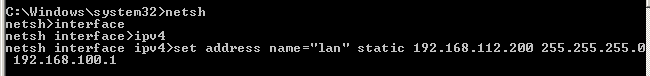 C:\Windows\system32>netsh
netsh>interface
netsh interface>ipv4
netsh interface ipv4>set address name="lan" static 192.168.112.200 255.255.255.0
192.168.100.1